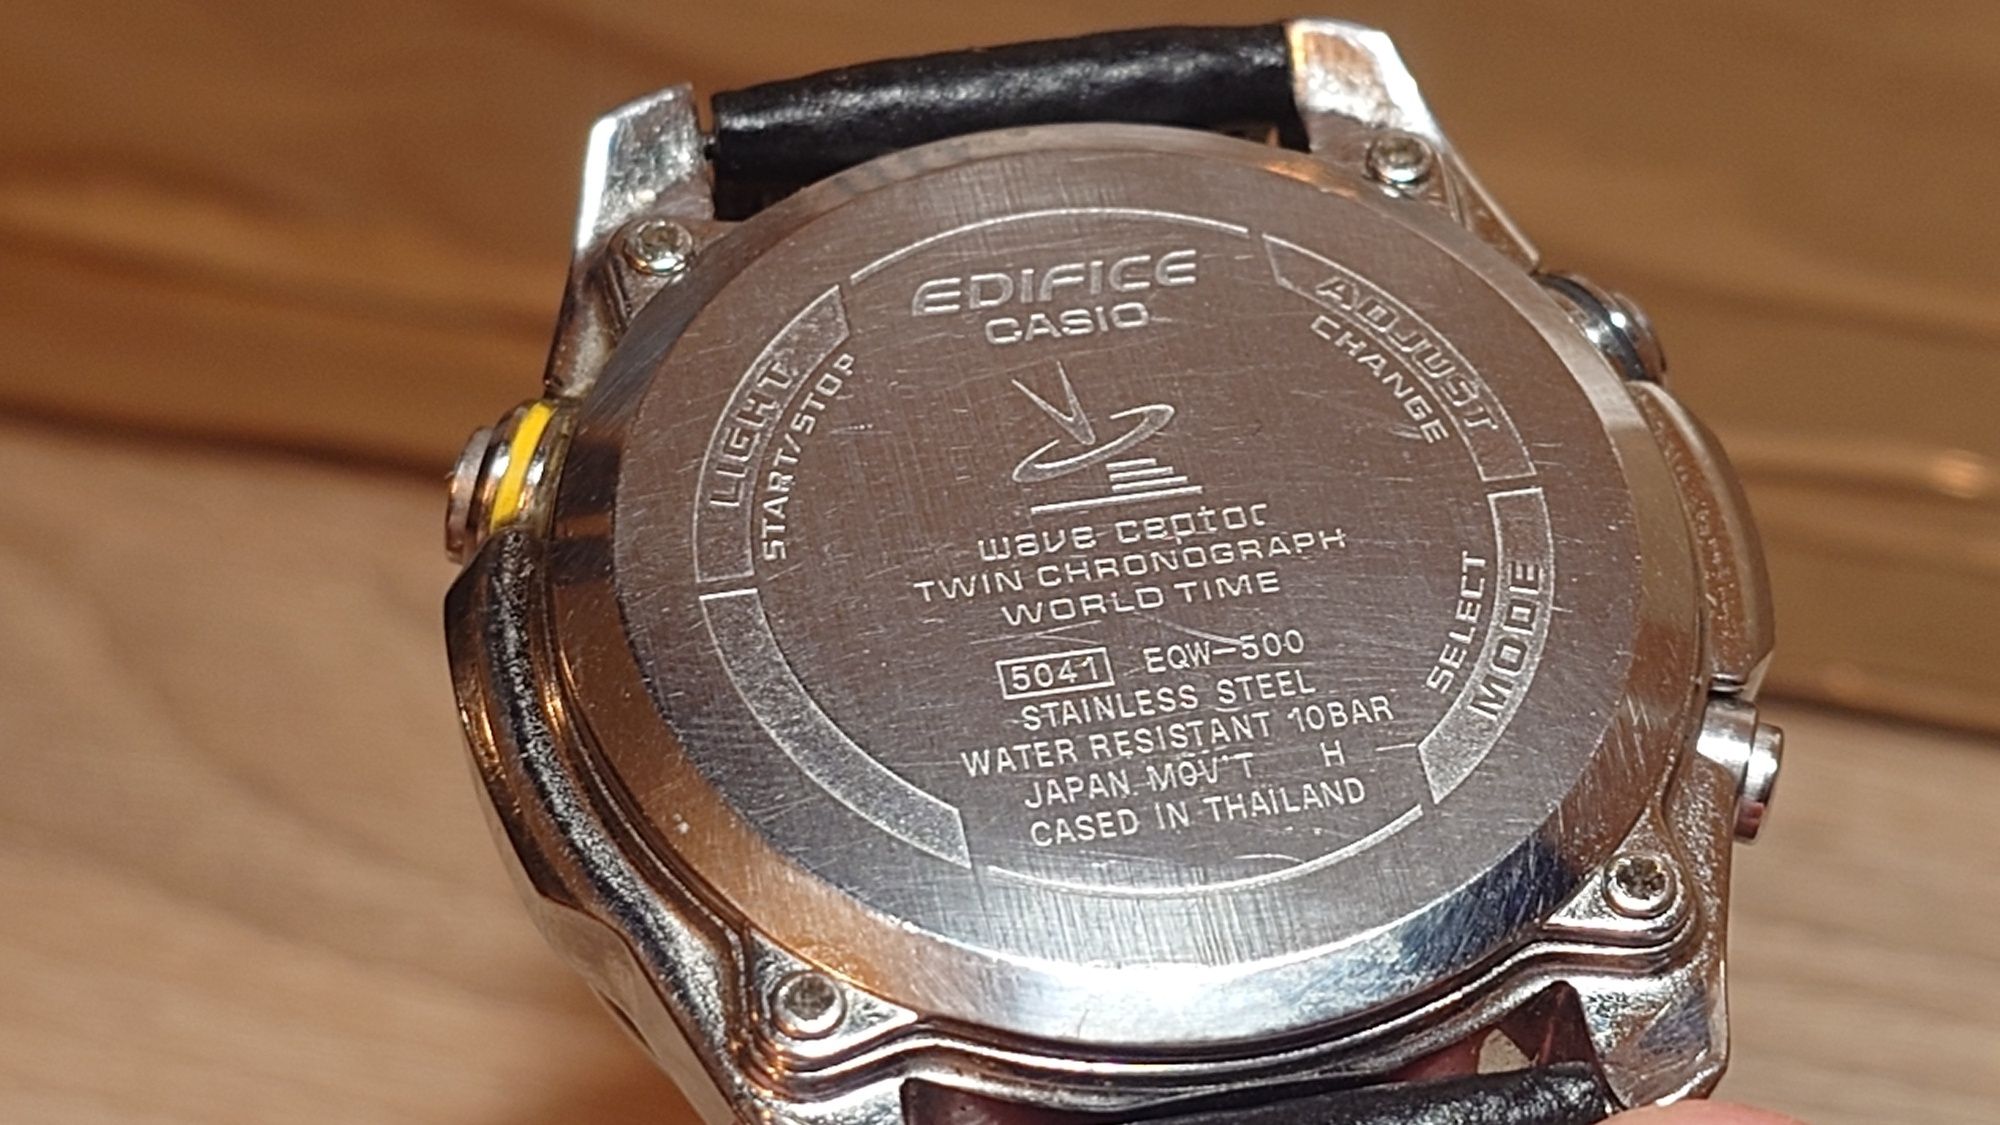 EDIFICE
CASIO
LIGHT
START/STOP
ADJUST
CHANGE
wave ceptor
TWIN CHRONOGRAPH
WORLD TIME
SELECT
MODE
5041 EQW-500
STAINLESS STEEL
WATER RESISTANT 10BAR
JAPAN MOV'T H
CASED IN THAILAND